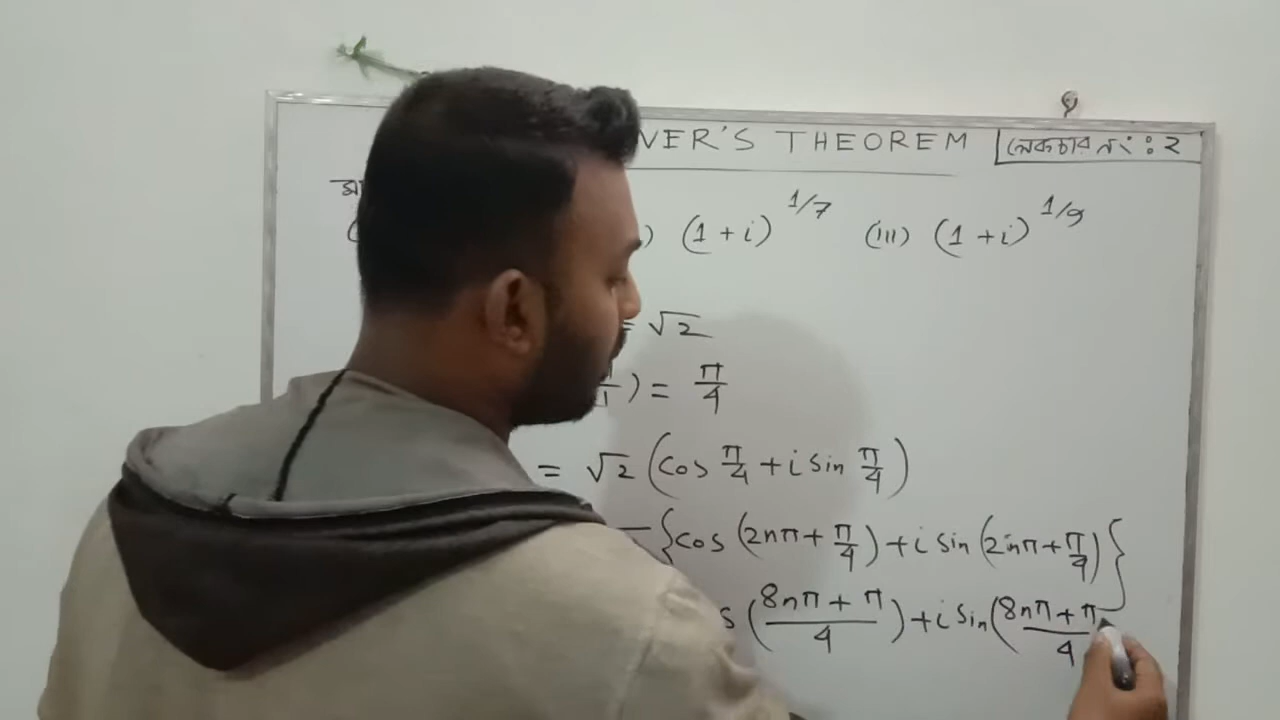 VER'S THEOREM লেকচার নং : ২
) (1 + i)^1/7 (III) (1 + i)^1/9
= √2
) = π/4
= √2 (cos π/4 + i sin π/4)
{cos (2nπ + π/4) + i sin (2nπ + π/4)}
s (8nπ + π/4) + i sin (8nπ + π/4